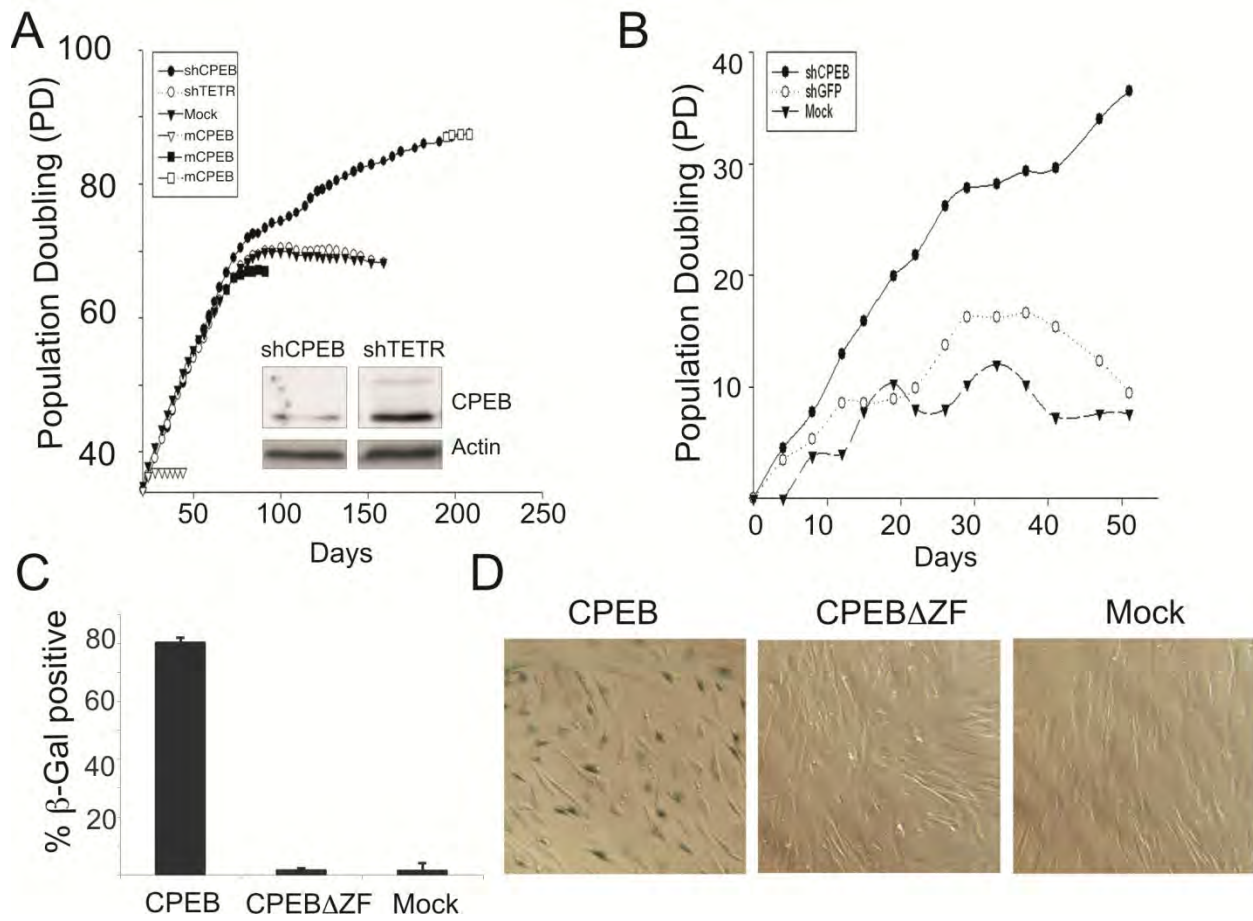 A
100
80
60
40
Population Doubling (PD)
shCPEB
shTETR
Mock
mCPEB
mCPEB
mCPEB
shCPEB
shTETR
CPEB
Actin
50
100
150
200
250
Days
B
40
30
20
10
Population Doubling (PD)
shCPEB
shGFP
Mock
0
10
20
30
40
50
Days
C
80
60
40
20
% β-Gal positive
CPEB
CPEBΔZF
Mock
D
CPEB
CPEBΔZF
Mock